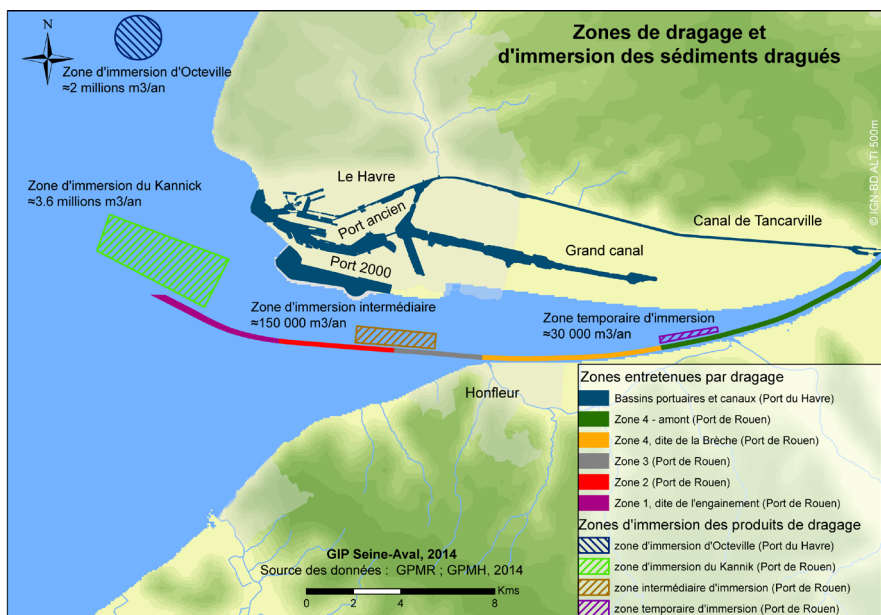 Zones de dragage et
d'immersion des sédiments dragués
N
Zone d'immersion d'Octeville
≈2 millions m3/an
Zone d'immersion du Kannick
≈3.6 millions m3/an
Le Havre
Port ancien
Port 2000
Grand canal
Canal de Tancarville
© IGN-BD ALTI 500m
Zone d'immersion intermédiaire
≈150 000 m3/an
Zone temporaire d'immersion
≈30 000 m3/an
Honfleur
Zones entretenues par dragage
Bassins portuaires et canaux (Port du Havre)
Zone 4 - amont (Port de Rouen)
Zone 4, dite de la Brèche (Port de Rouen)
Zone 3 (Port de Rouen)
Zone 2 (Port de Rouen)
Zone 1, dite de l'engainement (Port de Rouen)
Zones d'immersion des produits de dragage
zone d'immersion d'Octeville (Port du Havre)
zone d'immersion du Kannik (Port de Rouen)
zone intermédiaire d'immersion (Port de Rouen)
zone temporaire d'immersion (Port de Rouen)
GIP Seine-Aval, 2014
Source des données : GPMR ; GPMH, 2014
Kms
0 2 4 8